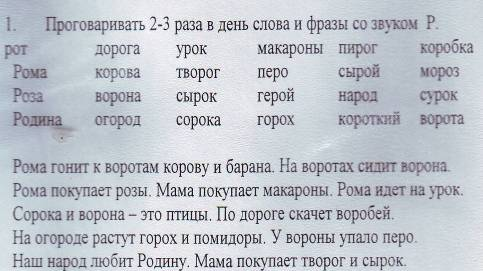 1. Проговаривать 2-3 раза в день слова и фразы со звуком Р.
рот дорога урок макароны пирог коробка
Рома корова творог перо сырой мороз
Роза ворона сырок герой народ сурок
Родина огород сорока горох короткий ворота
Рома гонит к воротам корову и барана. На воротах сидит ворона.
Рома покупает розы. Мама покупает макароны. Рома идет на урок.
Сорока и ворона – это птицы. По дороге скачет воробей.
На огороде растут горох и помидоры. У вороны упало перо.
Наш народ любит Родину. Мама покупает творог и сырок.